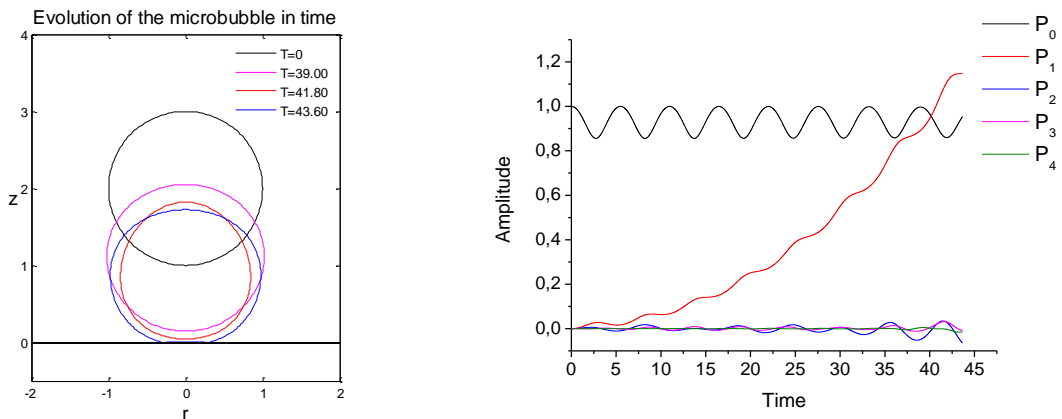 Evolution of the microbubble in time
4
3
2
1
0
z
-2
-1
0
1
2
r
T=0
T=39.00
T=41.80
T=43.60
1,2
1,0
0,8
0,6
0,4
0,2
0,0
Amplitude
0
5
10
15
20
25
30
35
40
45
Time
P₀
P₁
P₂
P₃
P₄